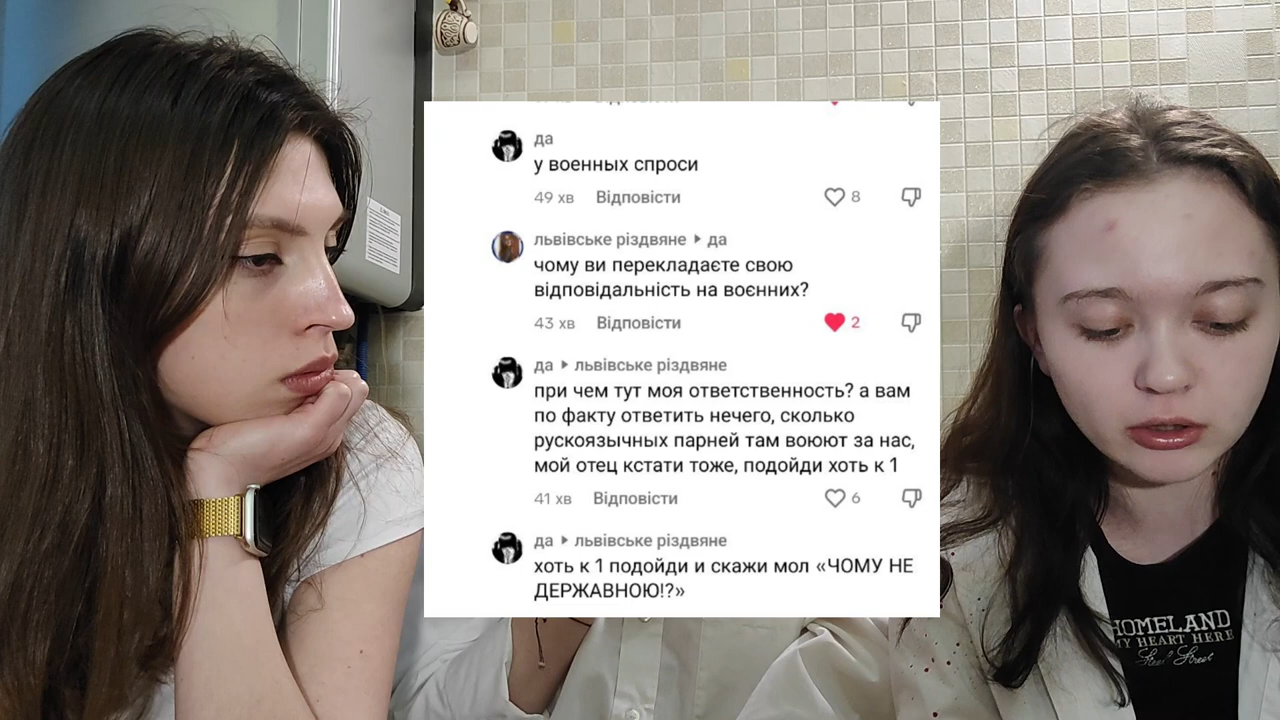 да
у военных спроси
49 хв Відповісти 8
львівське різдвяне ▸ да
чому ви перекладаєте свою
відповідальність на воєнних?
43 хв Відповісти 2
да ▸ львівське різдвяне
при чем тут моя ответственность? а вам
по факту ответить нечего, сколько
рускоязычных парней там воюют за нас,
мой отец кстати тоже, подойди хоть к 1
41 хв Відповісти 6
да ▸ львівське різдвяне
хоть к 1 подойди и скажи мол «ЧОМУ НЕ
ДЕРЖАВНОЮ!?»
HOMELAND
MY HEART HERE
Street